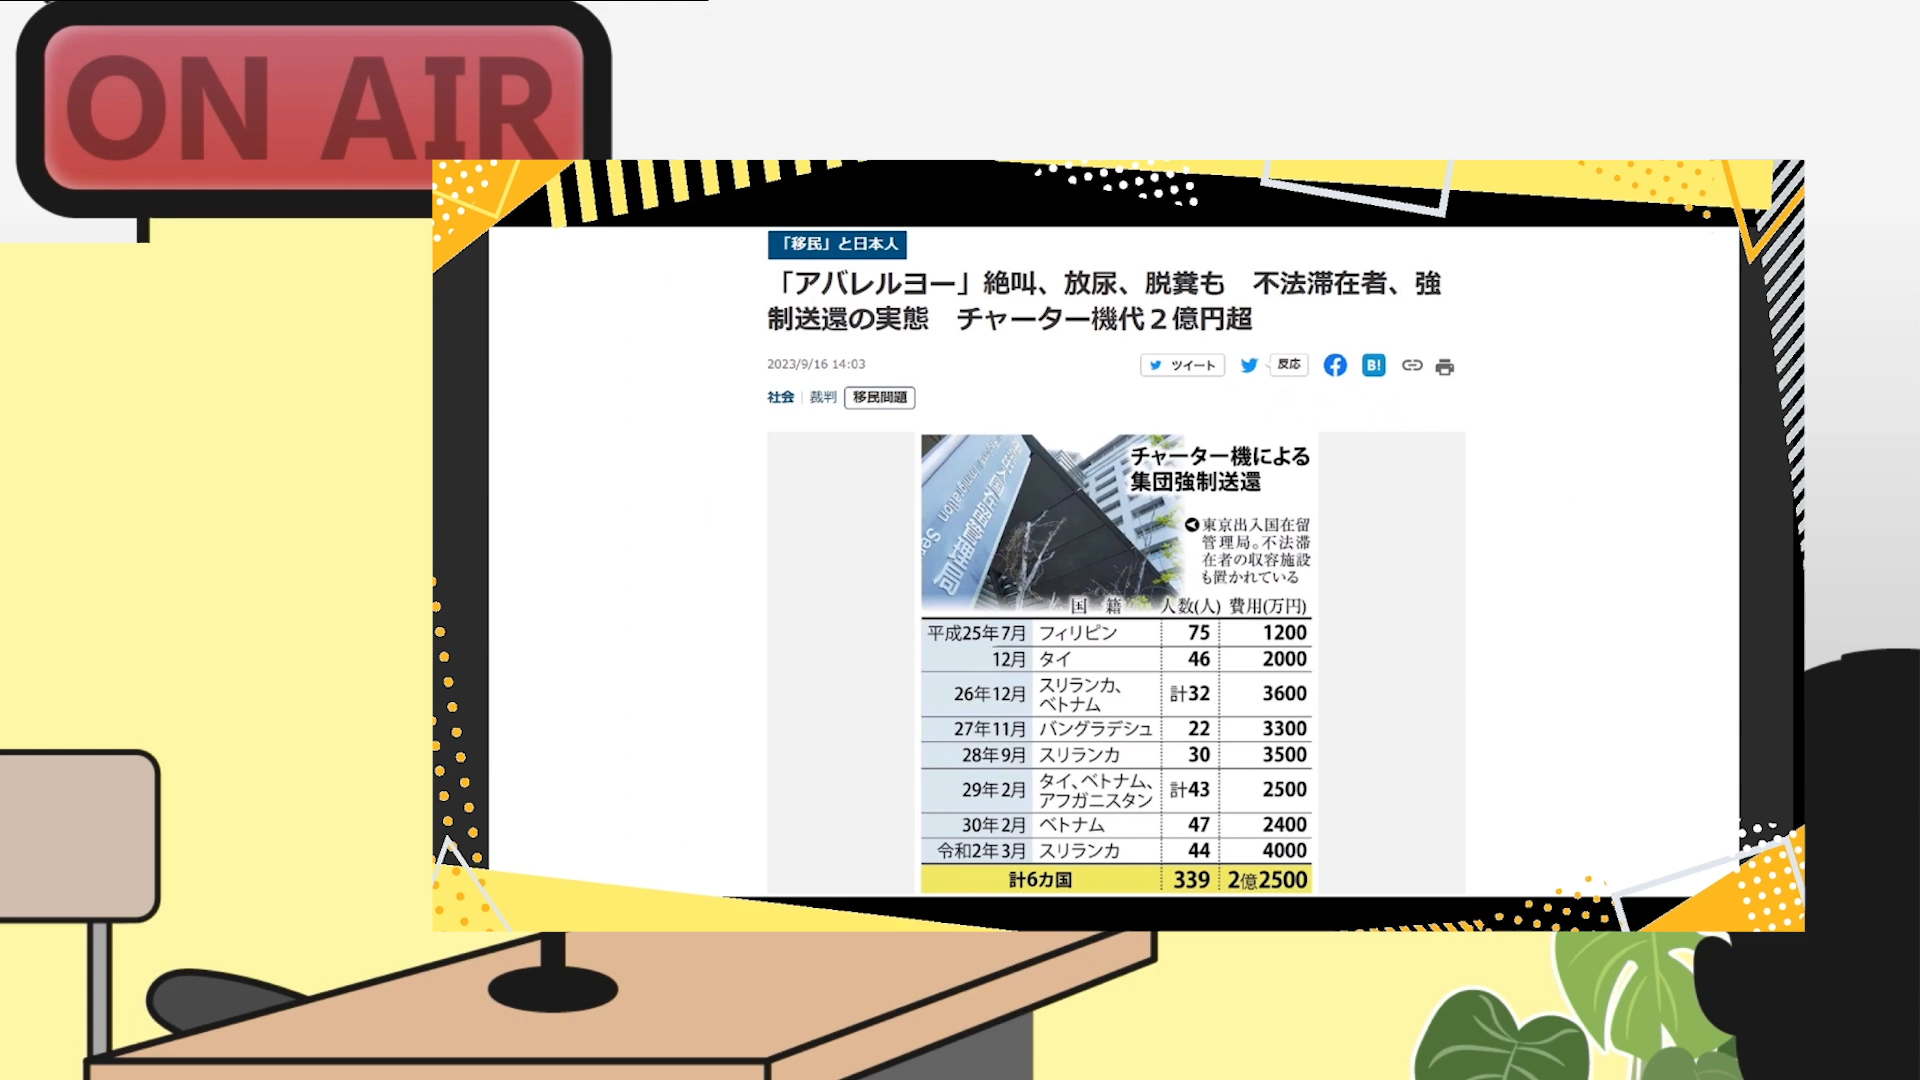 ON AIR
「移民」と日本人
「アバレルヨー」絶叫、放尿、脱糞も　不法滞在者、強
制送還の実態　チャーター機代２億円超
2023/9/16 14:03
ツイート
反応
B!
社会 | 裁判 移民問題
チャーター機による
集団強制送還
東京出入国在留
管理局。不法滞
在者の収容施設
も置かれている
国　籍 人数(人) 費用(万円)
平成25年7月 フィリピン 75 1200
12月 タイ 46 2000
26年12月 スリランカ、ベトナム 計32 3600
27年11月 バングラデシュ 22 3300
28年9月 スリランカ 30 3500
29年2月 タイ、ベトナム、アフガニスタン 計43 2500
30年2月 ベトナム 47 2400
令和2年3月 スリランカ 44 4000
計6カ国 339 2億2500